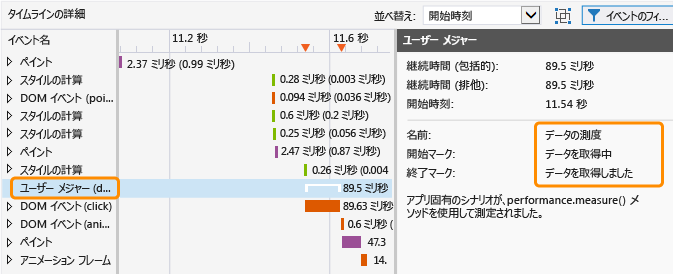 タイムラインの詳細
並べ替え: 開始時刻
イベントのフィ...
イベント名
11.2 秒
11.6 秒
ペイント
2.37 ミリ秒 (0.99 ミリ秒)
スタイルの計算
0.28 ミリ秒 (0.003 ミリ秒)
DOM イベント (poi...
0.094 ミリ秒 (0.036 ミリ秒)
スタイルの計算
0.6 ミリ秒 (0.2 ミリ秒)
スタイルの計算
0.25 ミリ秒 (0.056 ミリ秒)
ペイント
2.47 ミリ秒 (0.87 ミリ秒)
スタイルの計算
0.26 ミリ秒 (0.004
ユーザー メジャー (d...
89.5 ミリ秒
DOM イベント (click)
89.63 ミリ秒
DOM イベント (ani...
0.6 ミリ秒 (
ペイント
47.3
アニメーション フレーム
14.
ユーザー メジャー
継続時間 (包括的): 89.5 ミリ秒
継続時間 (排他): 89.5 ミリ秒
開始時刻: 11.54 秒
名前: データの測度
開始マーク: データを取得中
終了マーク: データを取得しました
アプリ固有のシナリオが、performance.measure() メ
ソッドを使用して測定されました。